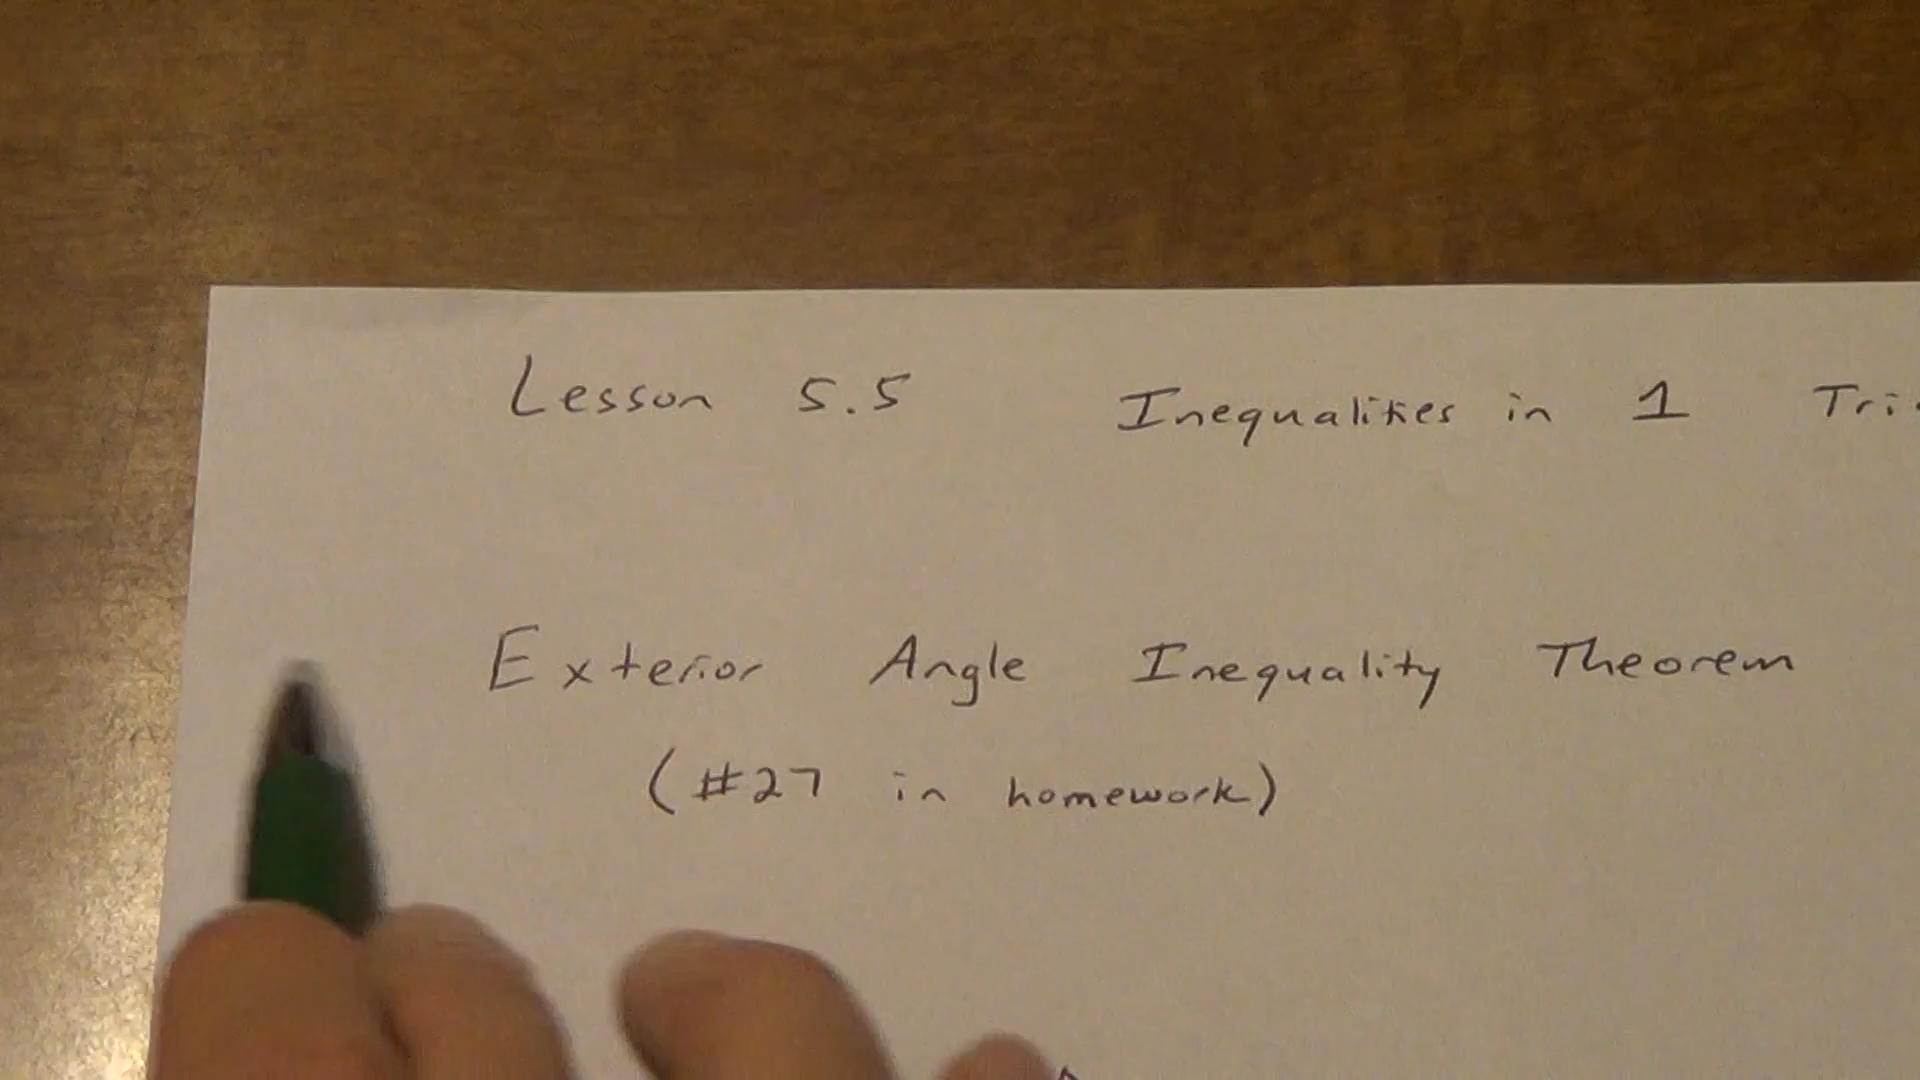 Lesson 5.5 Inequalities in 1
Exterior Angle Inequality Theorem
(#27 in homework)